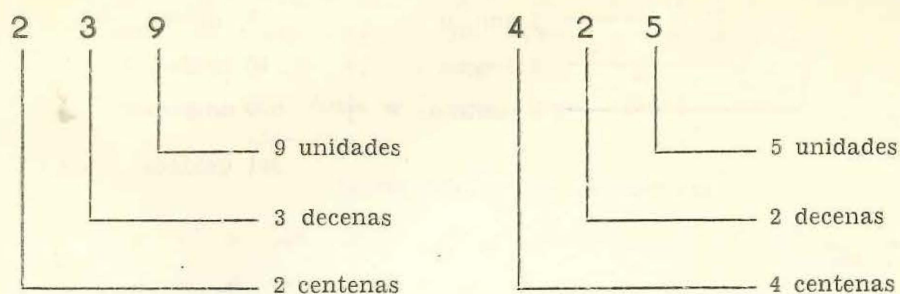 2 3 9
9 unidades
3 decenas
2 centenas
4 2 5
5 unidades
2 decenas
4 centenas